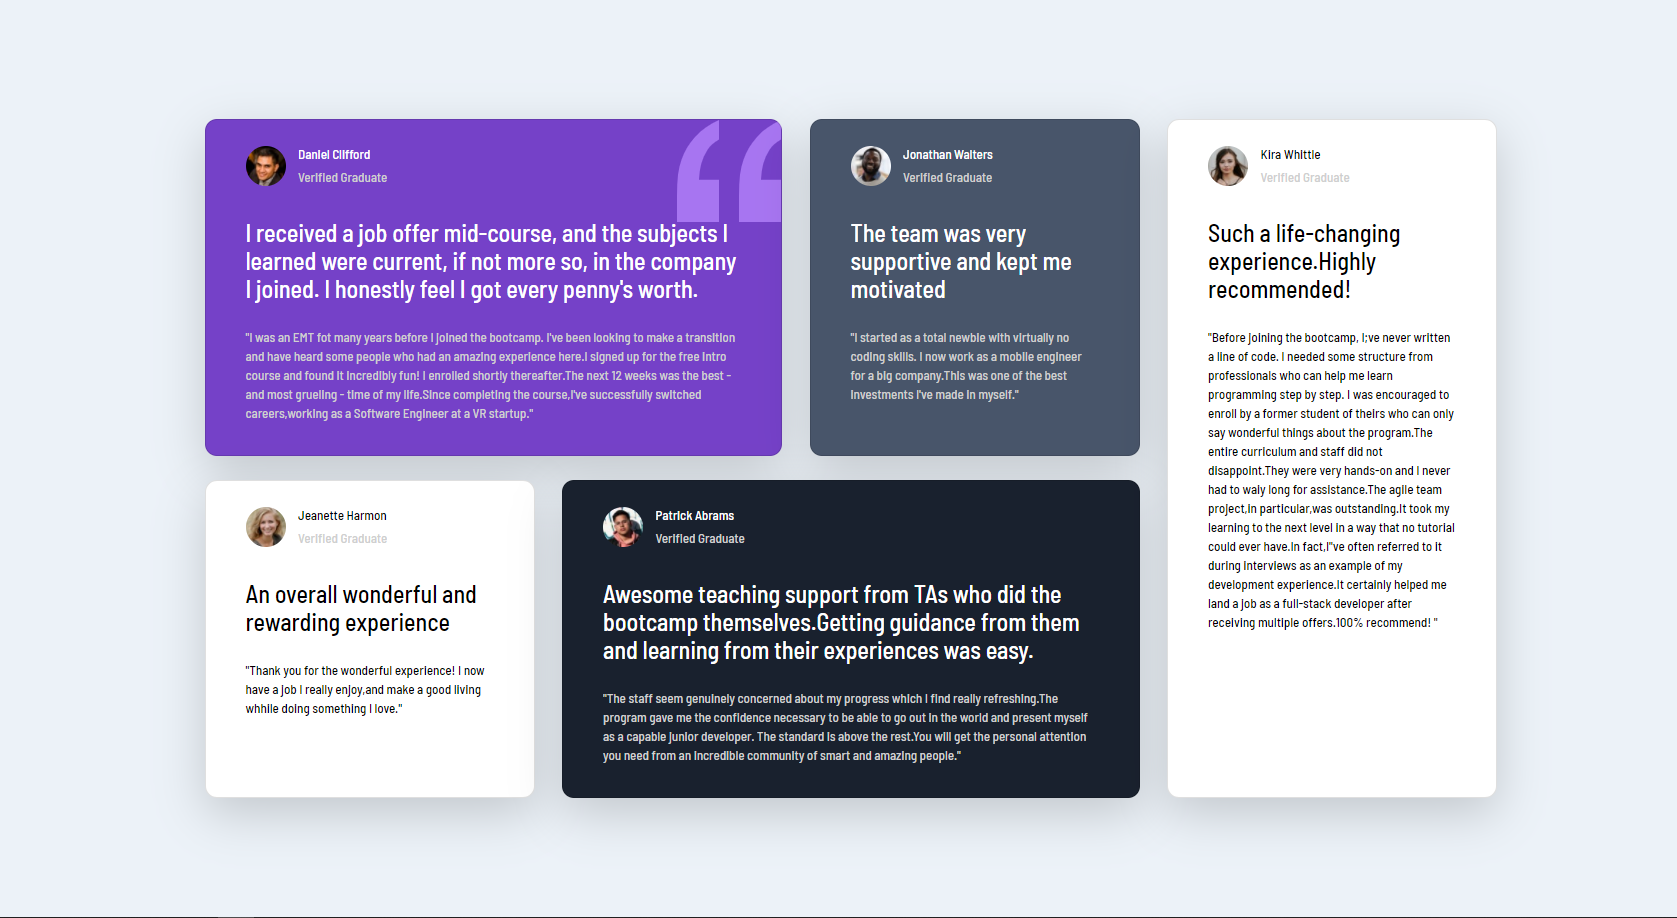 Daniel Clifford
Verified Graduate
I received a job offer mid-course, and the subjects I
learned were current, if not more so, in the company
I joined. I honestly feel I got every penny's worth.
"I was an EMT fot many years before I joined the bootcamp. I've been looking to make a transition
and have heard some people who had an amazing experience here.I signed up for the free intro
course and found it incredibly fun! I enrolled shortly thereafter.The next 12 weeks was the best -
and most grueling - time of my life.Since completing the course,I've successfully switched
careers,working as a Software Engineer at a VR startup."
Jonathan Walters
Verified Graduate
The team was very
supportive and kept me
motivated
"I started as a total newbie with virtually no
coding skills. I now work as a mobile engineer
for a big company.This was one of the best
investments I've made in myself."
Kira Whittle
Verified Graduate
Such a life-changing
experience.Highly
recommended!
"Before joining the bootcamp, I;ve never written
a line of code. I needed some structure from
professionals who can help me learn
programming step by step. I was encouraged to
enroll by a former student of theirs who can only
say wonderful things about the program.The
entire curriculum and staff did not
disappoint.They were very hands-on and I never
had to waiy long for assistance.The agile team
project,in particular,was outstanding.It took my
learning to the next level in a way that no tutorial
could ever have.In fact,I"ve often referred to it
during interviews as an example of my
development experience.It certainly helped me
land a job as a full-stack developer after
receiving multiple offers.100% recommend! "
Jeanette Harmon
Verified Graduate
An overall wonderful and
rewarding experience
"Thank you for the wonderful experience! I now
have a job I really enjoy,and make a good living
whhile doing something I love."
Patrick Abrams
Verified Graduate
Awesome teaching support from TAs who did the
bootcamp themselves.Getting guidance from them
and learning from their experiences was easy.
"The staff seem genuinely concerned about my progress which I find really refreshing.The
program gave me the confidence necessary to be able to go out in the world and present myself
as a capable junior developer. The standard is above the rest.You will get the personal attention
you need from an incredible community of smart and amazing people."